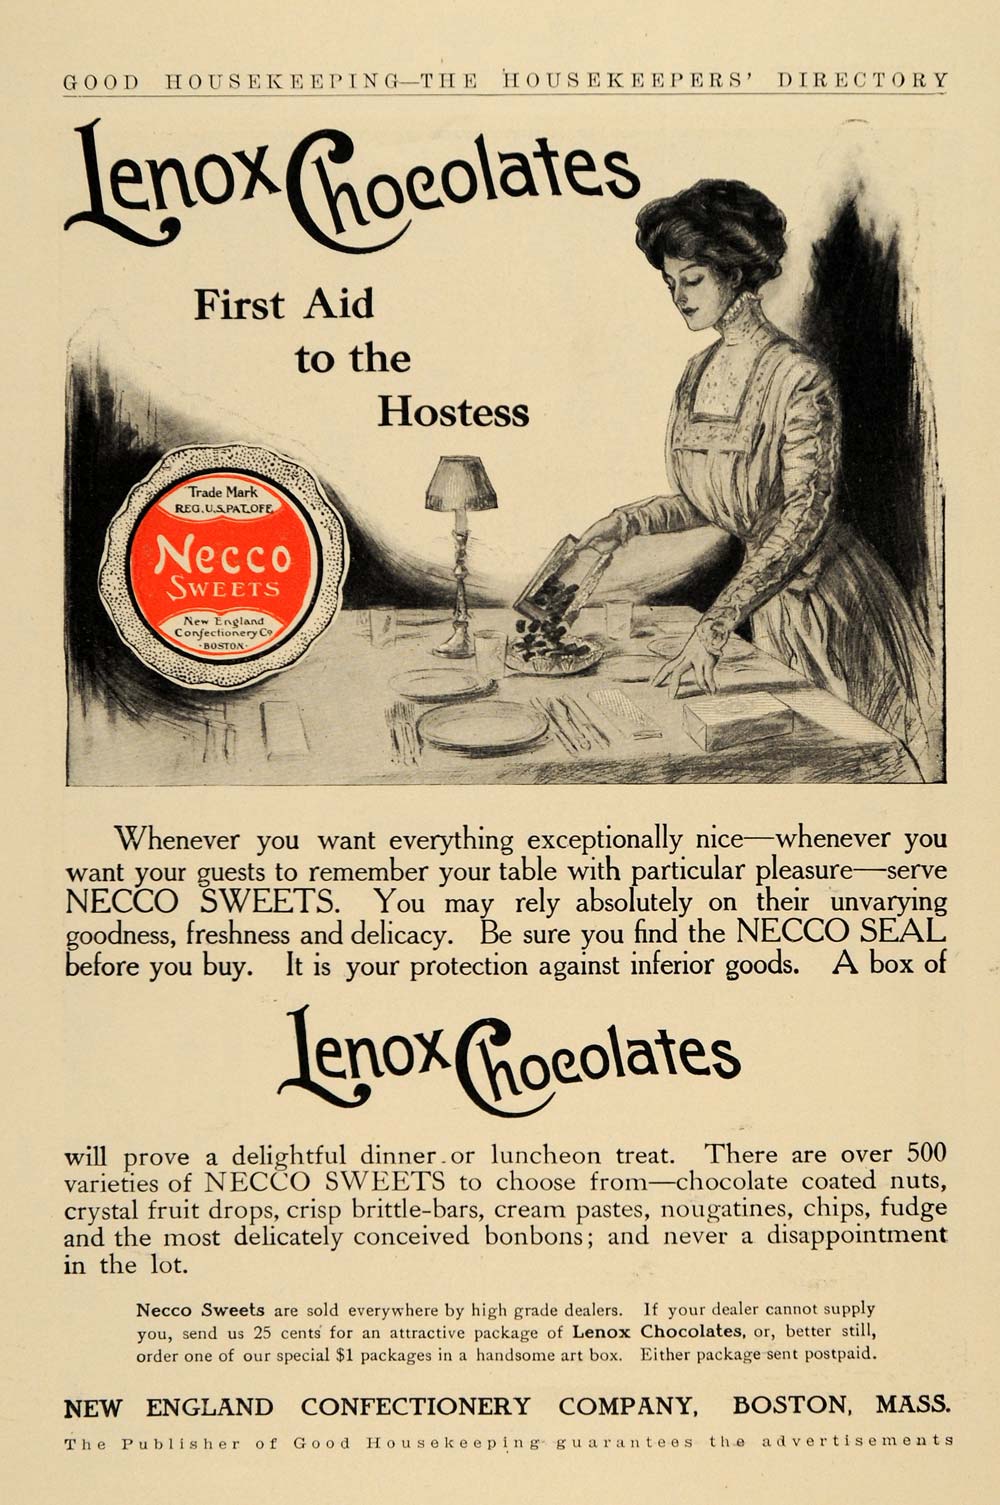 GOOD HOUSEKEEPING—THE HOUSEKEEPERS' DIRECTORY
Lenox Chocolates
First Aid
to the
Hostess
Trade Mark
REG. U.S. PAT. OFF.
Necco
SWEETS
New England
Confectionery Co
·BOSTON·
Whenever you want everything exceptionally nice—whenever you
want your guests to remember your table with particular pleasure—serve
NECCO SWEETS. You may rely absolutely on their unvarying
goodness, freshness and delicacy. Be sure you find the NECCO SEAL
before you buy. It is your protection against inferior goods. A box of
Lenox Chocolates
will prove a delightful dinner or luncheon treat. There are over 500
varieties of NECCO SWEETS to choose from—chocolate coated nuts,
crystal fruit drops, crisp brittle-bars, cream pastes, nougatines, chips, fudge
and the most delicately conceived bonbons; and never a disappointment
in the lot.
Necco Sweets are sold everywhere by high grade dealers. If your dealer cannot supply
you, send us 25 cents for an attractive package of Lenox Chocolates, or, better still,
order one of our special $1 packages in a handsome art box. Either package sent postpaid.
NEW ENGLAND CONFECTIONERY COMPANY, BOSTON, MASS.
The Publisher of Good Housekeeping guarantees the advertisements